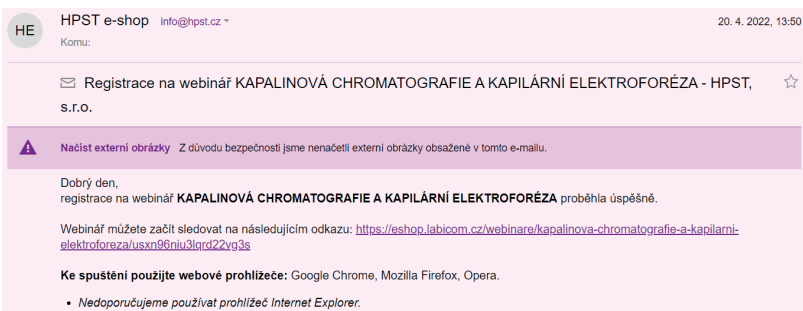 HE
HPST e-shop info@hpst.cz
20. 4. 2022, 13:50
Komu:
Registrace na webinář KAPALINOVÁ CHROMATOGRAFIE A KAPILÁRNÍ ELEKTROFORÉZA - HPST,
s.r.o.
Načíst externí obrázky Z důvodu bezpečnosti jsme nenačetli externí obrázky obsažené v tomto e-mailu.
Dobrý den,
registrace na webinář KAPALINOVÁ CHROMATOGRAFIE A KAPILÁRNÍ ELEKTROFORÉZA proběhla úspěšně.
Webinář můžete začít sledovat na následujícím odkazu: https://eshop.labicom.cz/webinare/kapalinova-chromatografie-a-kapilarni-
elektroforeza/usxn96niu3lqrd22vg3s
Ke spuštění použijte webové prohlížeče: Google Chrome, Mozilla Firefox, Opera.
• Nedoporučujeme používat prohlížeč Internet Explorer.